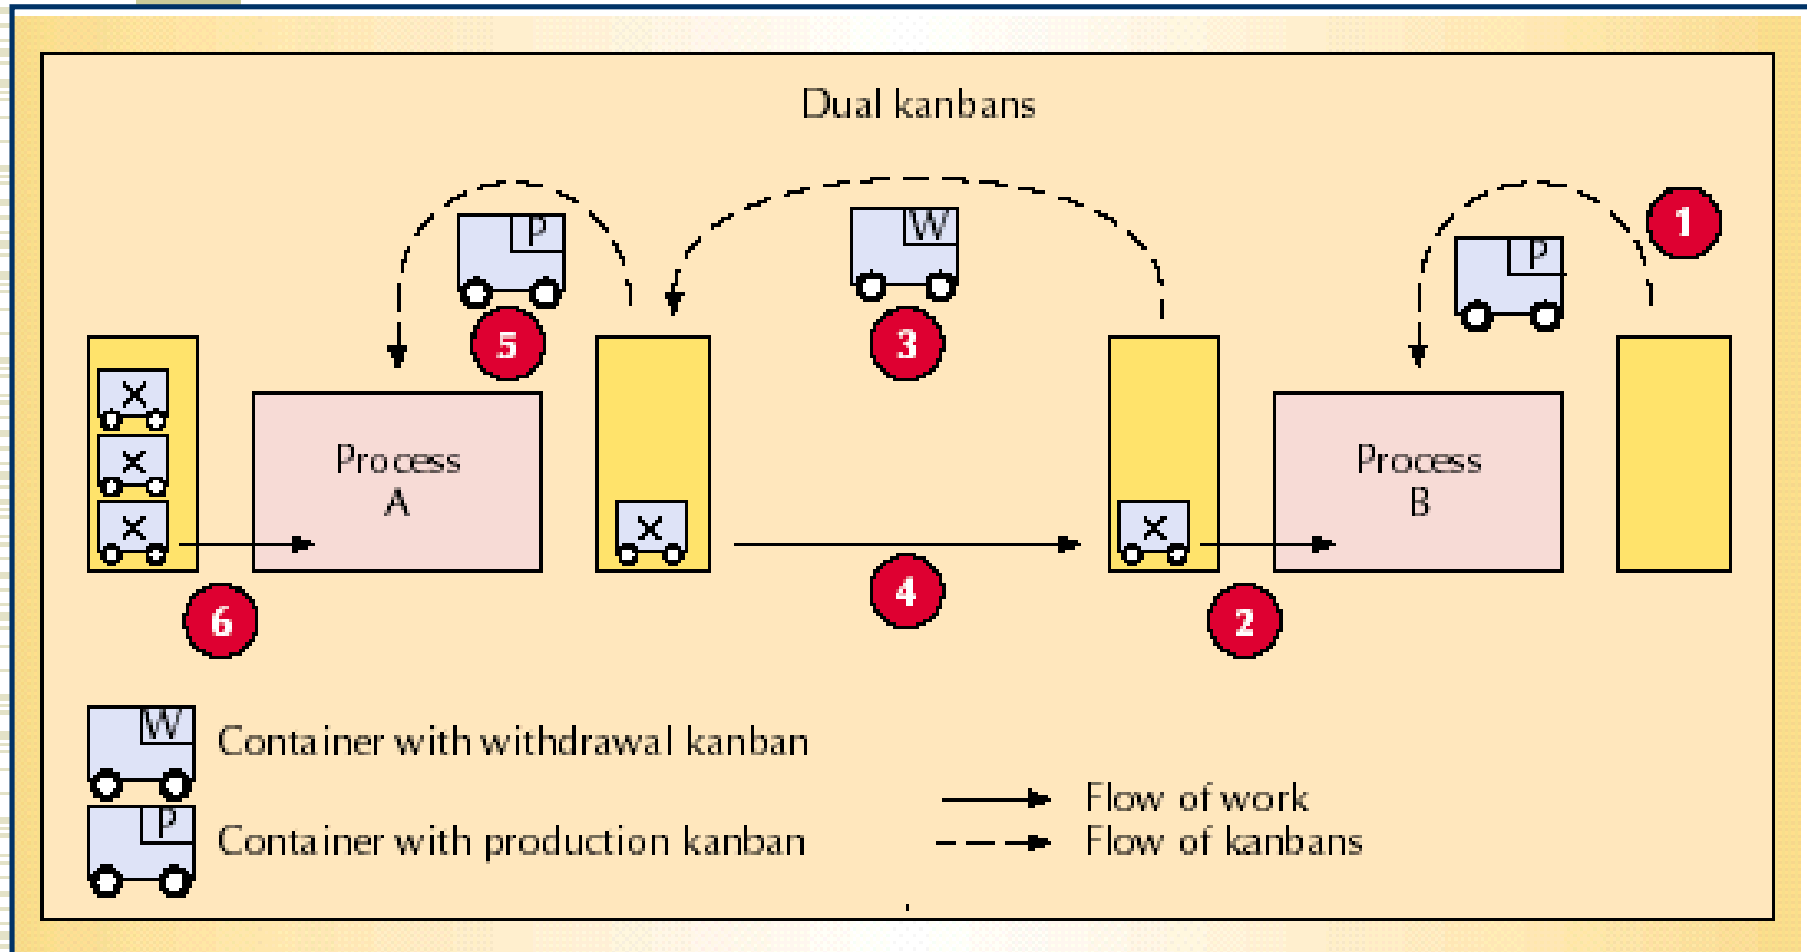 Dual kanbans
P
W
P
1
5
3
X
X
X
X
X
Process
A
Process
B
6
4
2
W
Container with withdrawal kanban
P
Container with production kanban
Flow of work
Flow of kanbans